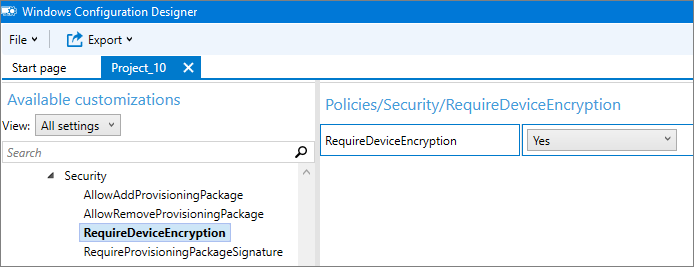 Windows Configuration Designer
File Export
Start page Project_10
Available customizations
View: All settings
Search
Security
AllowAddProvisioningPackage
AllowRemoveProvisioningPackage
RequireDeviceEncryption
RequireProvisioningPackageSignature
Policies/Security/RequireDeviceEncryption
RequireDeviceEncryption Yes